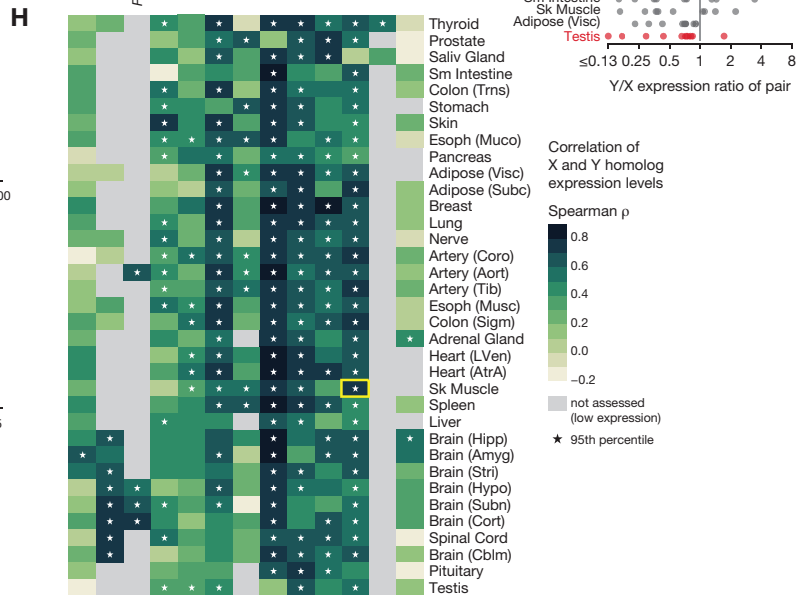 H
Thyroid
Prostate
Saliv Gland
Sm Intestine
Colon (Trns)
Stomach
Skin
Esoph (Muco)
Pancreas
Adipose (Visc)
Adipose (Subc)
Breast
Lung
Nerve
Artery (Coro)
Artery (Aort)
Artery (Tib)
Esoph (Musc)
Colon (Sigm)
Adrenal Gland
Heart (LVen)
Heart (AtrA)
Sk Muscle
Spleen
Liver
Brain (Hipp)
Brain (Amyg)
Brain (Stri)
Brain (Hypo)
Brain (Subn)
Brain (Cort)
Spinal Cord
Brain (Cblm)
Pituitary
Testis
Sk Muscle
Adipose (Visc)
Testis
≤0.13 0.25 0.5 1 2 4 8
Y/X expression ratio of pair
Correlation of
X and Y homolog
expression levels
Spearman ρ
0.8
0.6
0.4
0.2
0.0
−0.2
not assessed
(low expression)
★ 95th percentile